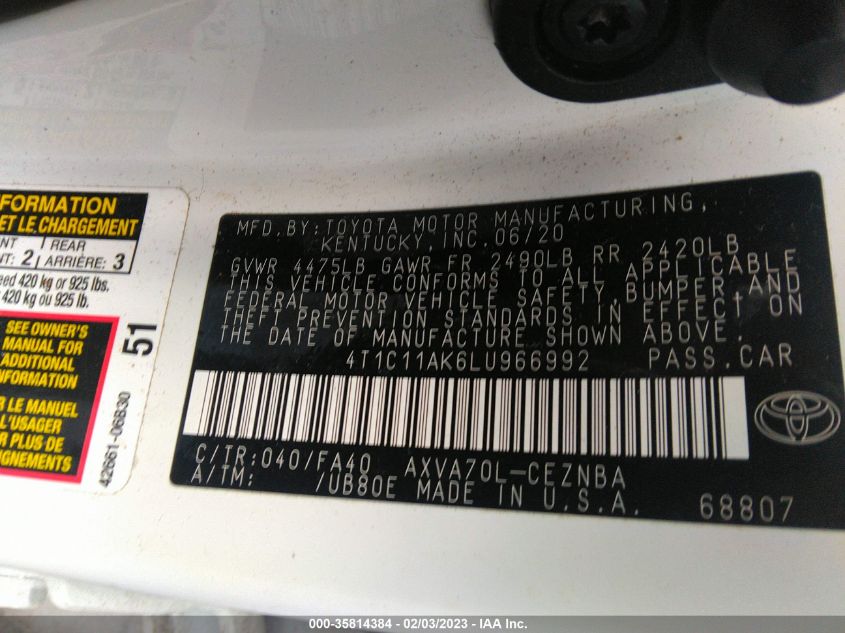 FORMATION
ET LE CHARGEMENT
NT REAR
NT: 2 ARRIÈRE: 3
eed 420 kg or 925 lbs.
r 420 kg ou 925 lb.
SEE OWNER'S
MANUAL FOR
ADDITIONAL
INFORMATION
R LE MANUEL
L'USAGER
R PLUS DE
IGNEMENTS
51
42661-06B30
MFD. BY: TOYOTA MOTOR MANUFACTURING,
KENTUCKY, INC. 06/20
GVWR 4475LB GAWR FR 2490LB RR 2420LB
THIS VEHICLE CONFORMS TO ALL APPLICABLE
FEDERAL MOTOR VEHICLE SAFETY, BUMPER, AND
THEFT PREVENTION STANDARDS IN EFFECT ON
THE DATE OF MANUFACTURE SHOWN ABOVE.
4T1C11AK6LU966992 PASS.CAR
C/TR: 040/FA40 AXVA70L-CEZNBA
A/TM: /UB80E MADE IN U.S.A.
68807
000-35814384 - 02/03/2023 - IAA Inc.